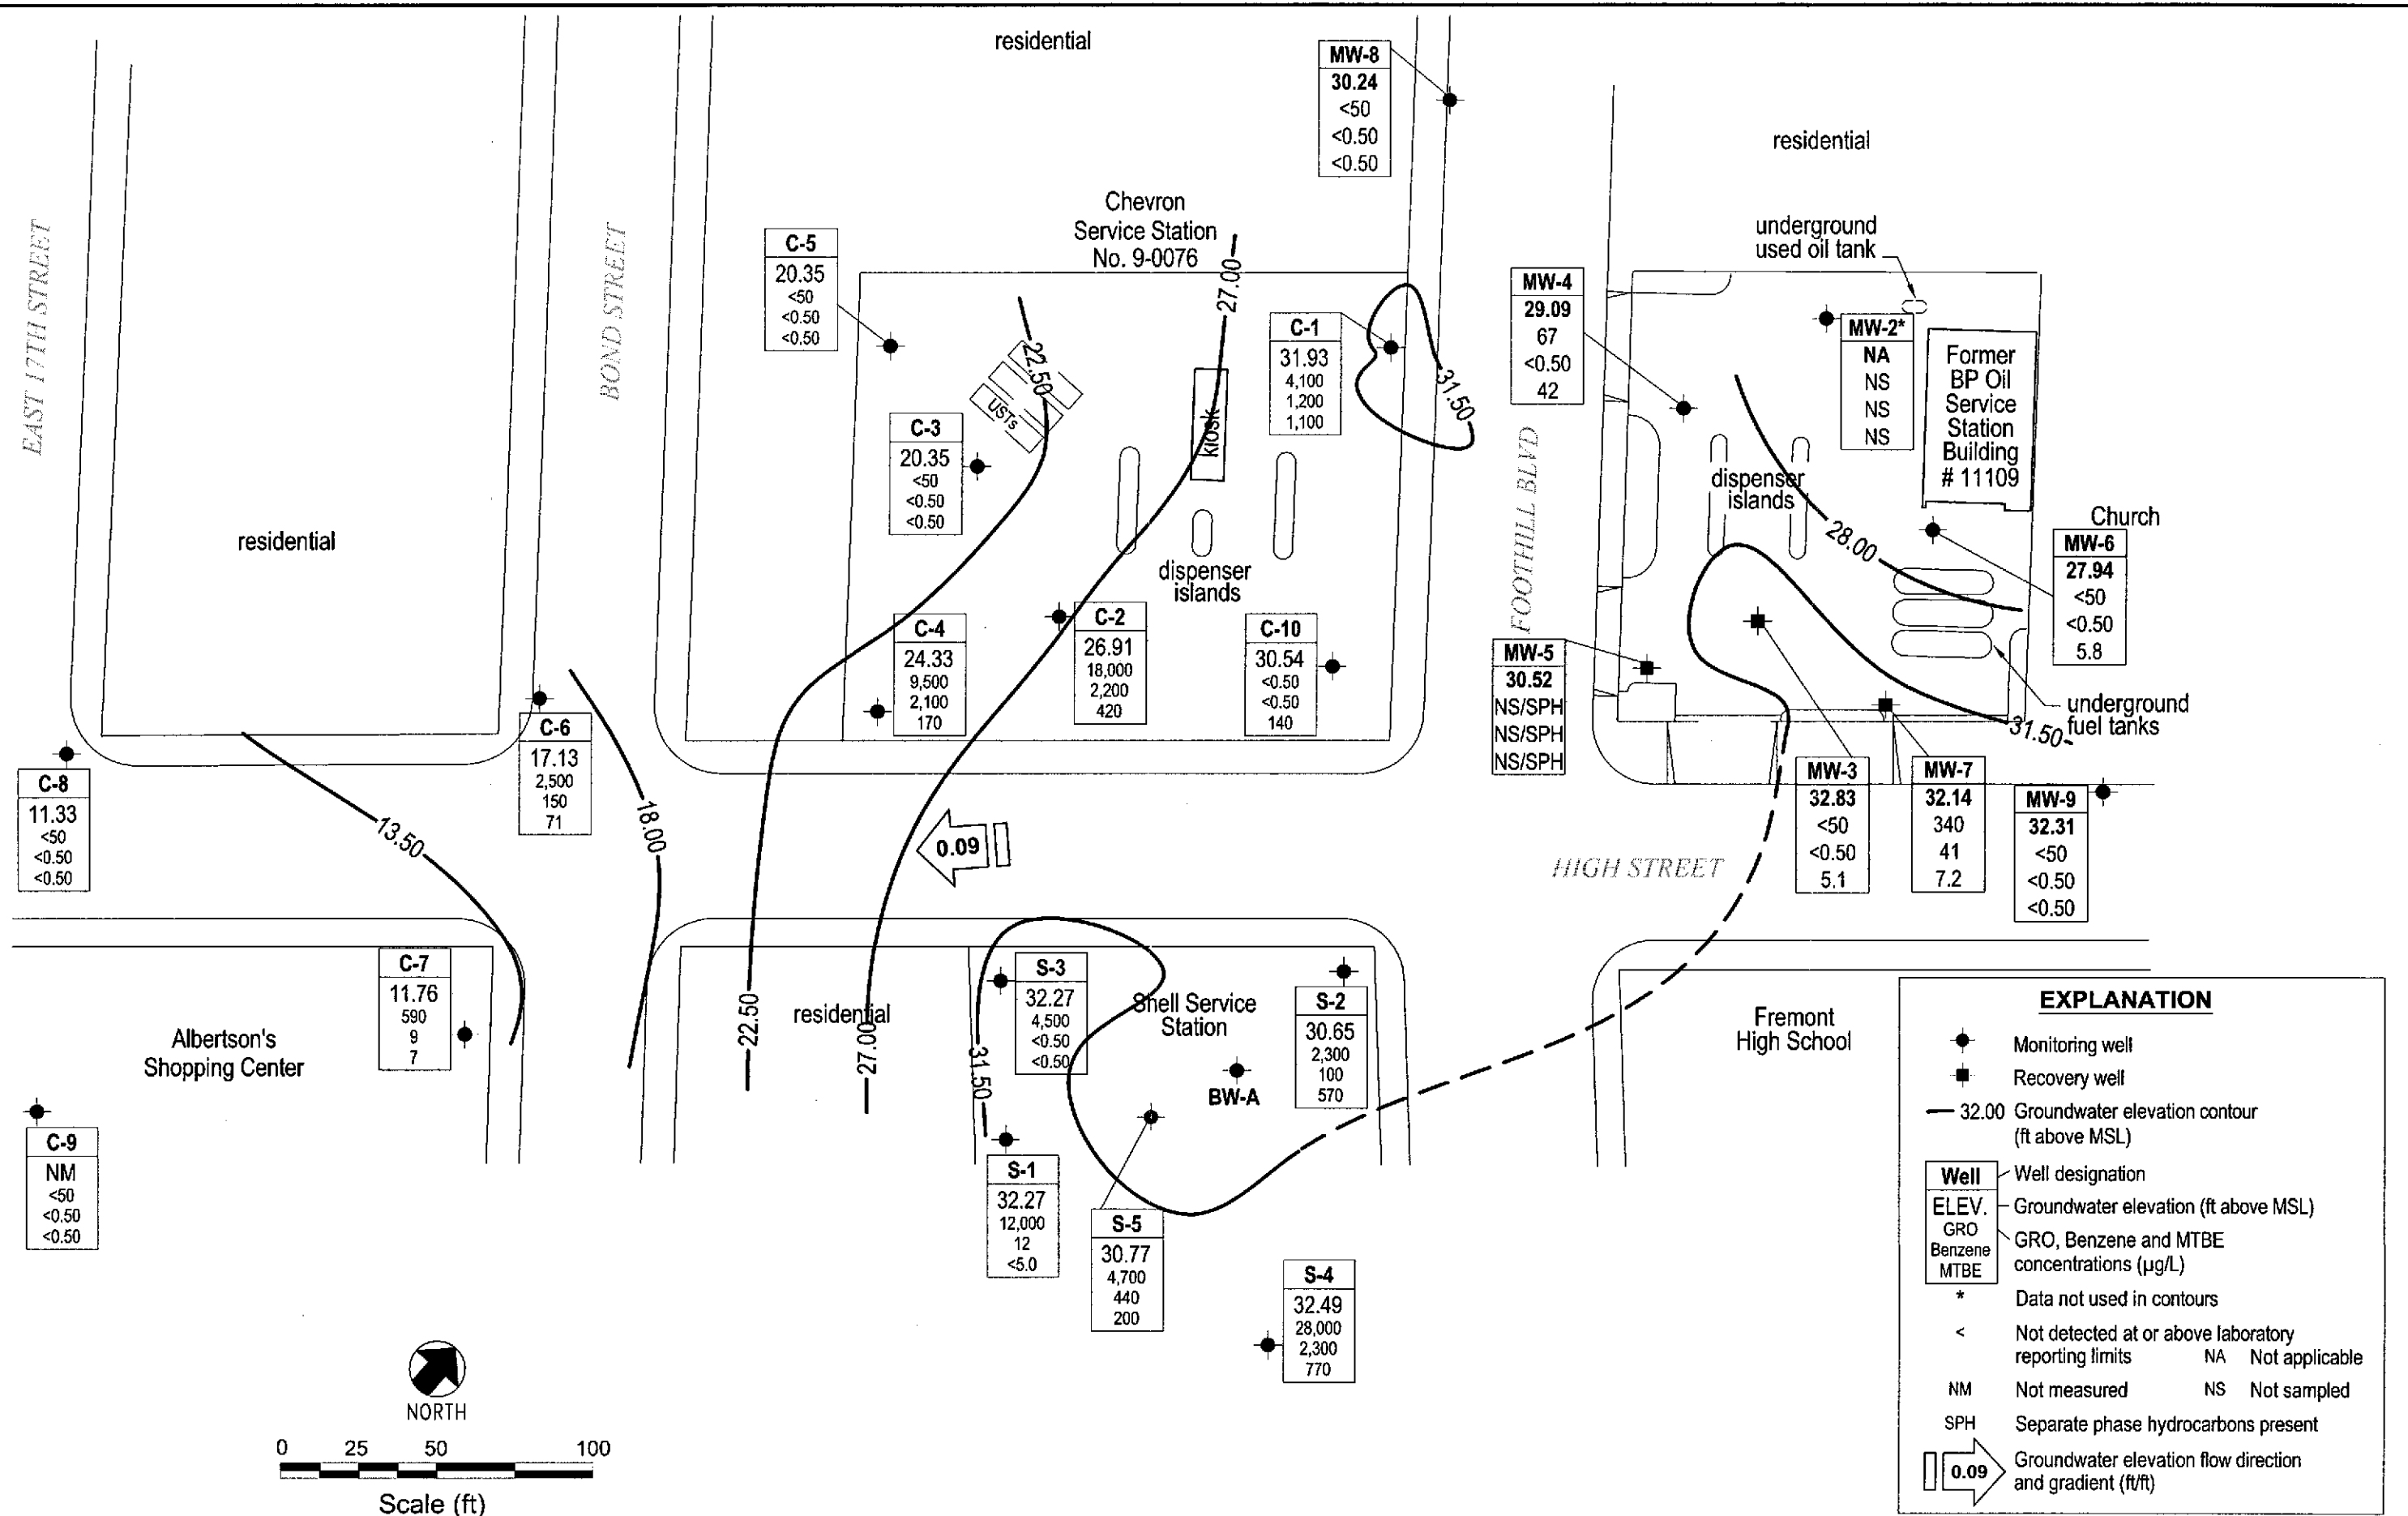 residential
MW-8
30.24
<50
<0.50
<0.50
residential
Chevron
Service Station
No. 9-0076
underground
used oil tank
EAST 17TH STREET
BOND STREET
C-5
20.35
<50
<0.50
<0.50
27.00
22.50
USTs
kiosk
C-1
31.93
4,100
1,200
1,100
31.50
MW-4
29.09
67
<0.50
42
MW-2*
NA
NS
NS
NS
Former
BP Oil
Service
Station
Building
# 11109
C-3
20.35
<50
<0.50
<0.50
FOOTHILL BLVD
dispenser
islands
28.00
Church
MW-6
27.94
<50
<0.50
5.8
residential
dispenser
islands
C-4
24.33
9,500
2,100
170
C-2
26.91
18,000
2,200
420
C-10
30.54
<0.50
<0.50
140
MW-5
30.52
NS/SPH
NS/SPH
NS/SPH
underground
fuel tanks
31.50
C-6
17.13
2,500
150
71
C-8
11.33
<50
<0.50
<0.50
13.50
18.00
0.09
MW-3
32.83
<50
<0.50
5.1
MW-7
32.14
340
41
7.2
MW-9
32.31
<50
<0.50
<0.50
HIGH STREET
C-7
11.76
590
9
7
Albertson's
Shopping Center
22.50
residential
27.00
31.50
S-3
32.27
4,500
<0.50
<0.50
Shell Service
Station
BW-A
S-2
30.65
2,300
100
570
Fremont
High School
C-9
NM
<50
<0.50
<0.50
S-1
32.27
12,000
12
<5.0
S-5
30.77
4,700
440
200
S-4
32.49
28,000
2,300
770
NORTH
0 25 50 100
Scale (ft)
EXPLANATION
Monitoring well
Recovery well
32.00 Groundwater elevation contour
(ft above MSL)
Well Well designation
ELEV. Groundwater elevation (ft above MSL)
GRO
Benzene
MTBE
GRO, Benzene and MTBE
concentrations (µg/L)
* Data not used in contours
< Not detected at or above laboratory
reporting limits NA Not applicable
NM Not measured NS Not sampled
SPH Separate phase hydrocarbons present
0.09 Groundwater elevation flow direction
and gradient (ft/ft)